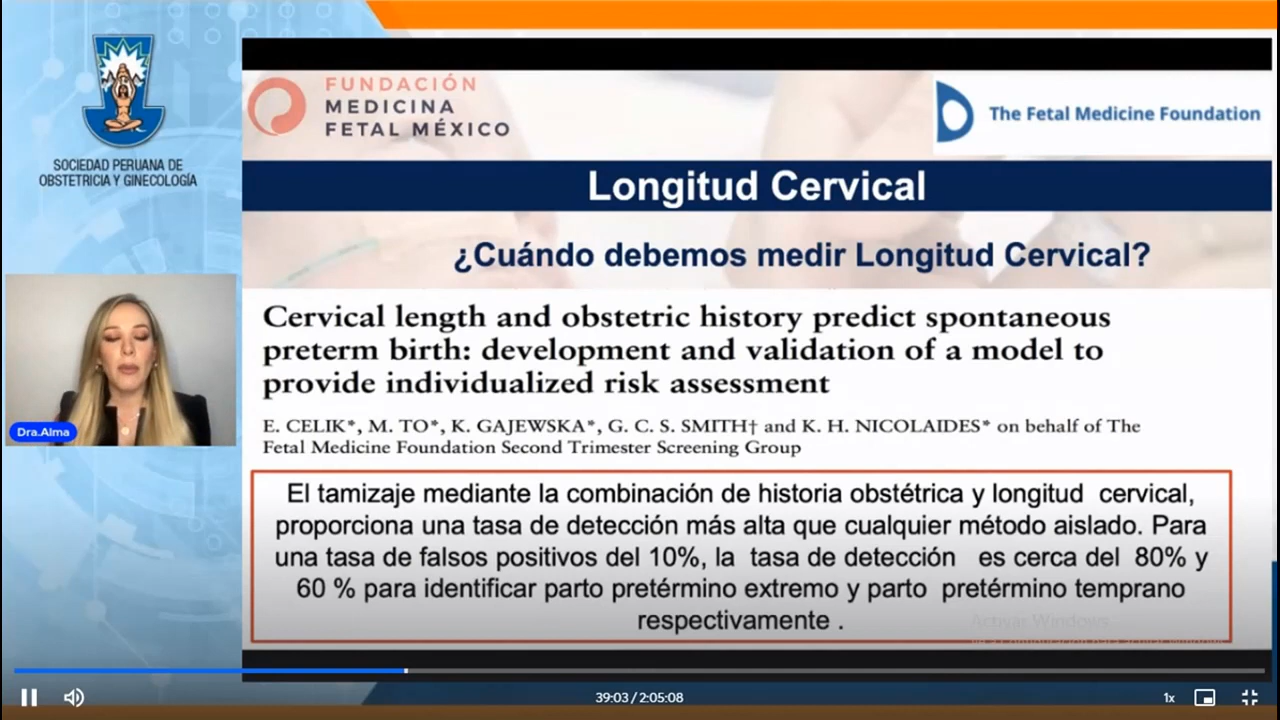 FUNDACIÓN
MEDICINA
FETAL MÉXICO
The Fetal Medicine Foundation
SOCIEDAD PERUANA DE
OBSTETRICIA Y GINECOLOGÍA
Longitud Cervical
¿Cuándo debemos medir Longitud Cervical?
Cervical length and obstetric history predict spontaneous
preterm birth: development and validation of a model to
provide individualized risk assessment
E. CELIK*, M. TO*, K. GAJEWSKA*, G. C. S. SMITH† and K. H. NICOLAIDES* on behalf of The
Fetal Medicine Foundation Second Trimester Screening Group
Dra.Alma
El tamizaje mediante la combinación de historia obstétrica y longitud cervical,
proporciona una tasa de detección más alta que cualquier método aislado. Para
una tasa de falsos positivos del 10%, la tasa de detección es cerca del 80% y
60 % para identificar parto pretérmino extremo y parto pretérmino temprano
respectivamente .
Activar Windows
39:03 / 2:05:08
1x